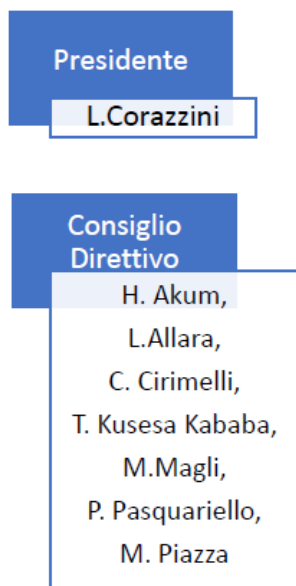 Presidente
L.Corazzini
Consiglio
Direttivo
H. Akum,
L.Allara,
C. Cirimelli,
T. Kusesa Kababa,
M.Magli,
P. Pasquariello,
M. Piazza